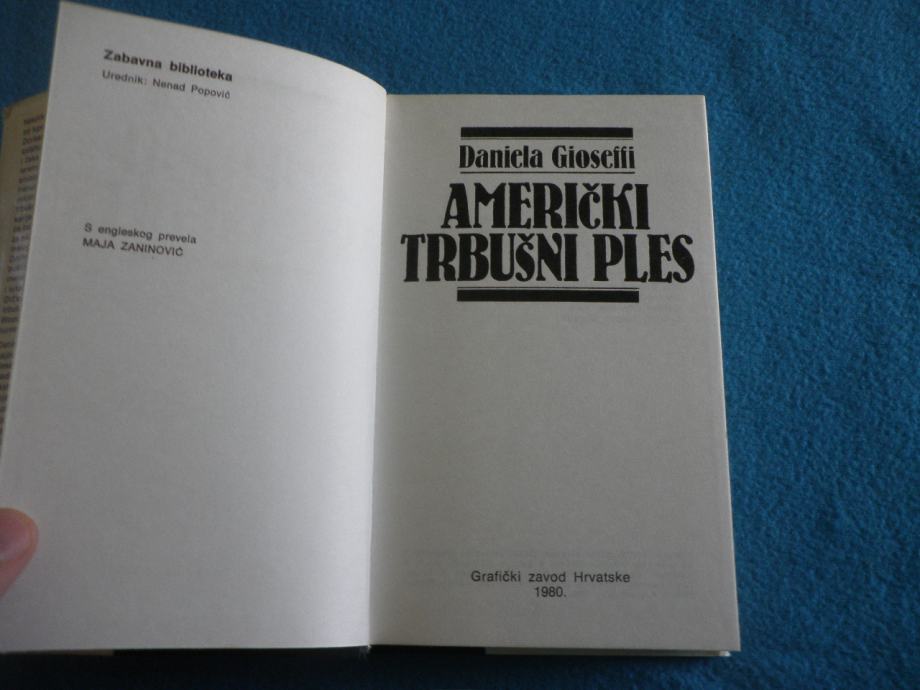 Zabavna biblioteka
Urednik: Nenad Popović
S engleskog prevela
MAJA ZANINOVIĆ
Daniela Gioseffi
AMERIČKI
TRBUŠNI PLES
Grafički zavod Hrvatske
1980.